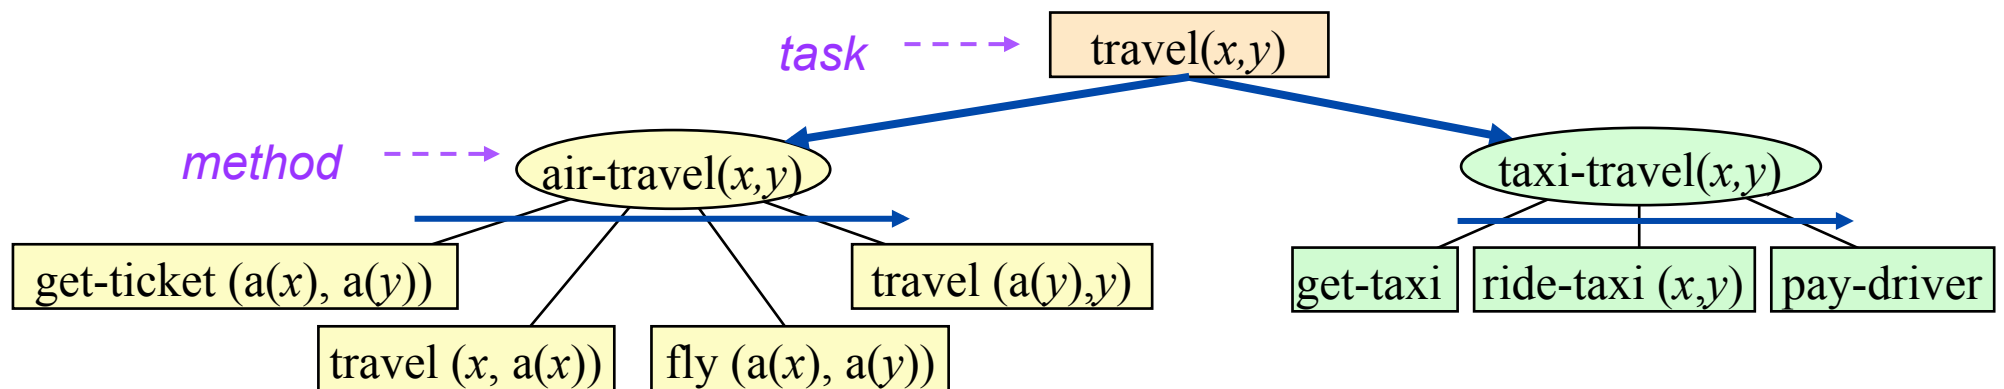 task
travel(x,y)
method
air-travel(x,y)
taxi-travel(x,y)
get-ticket (a(x), a(y))
travel (a(y),y)
get-taxi
ride-taxi (x,y)
pay-driver
travel (x, a(x))
fly (a(x), a(y))